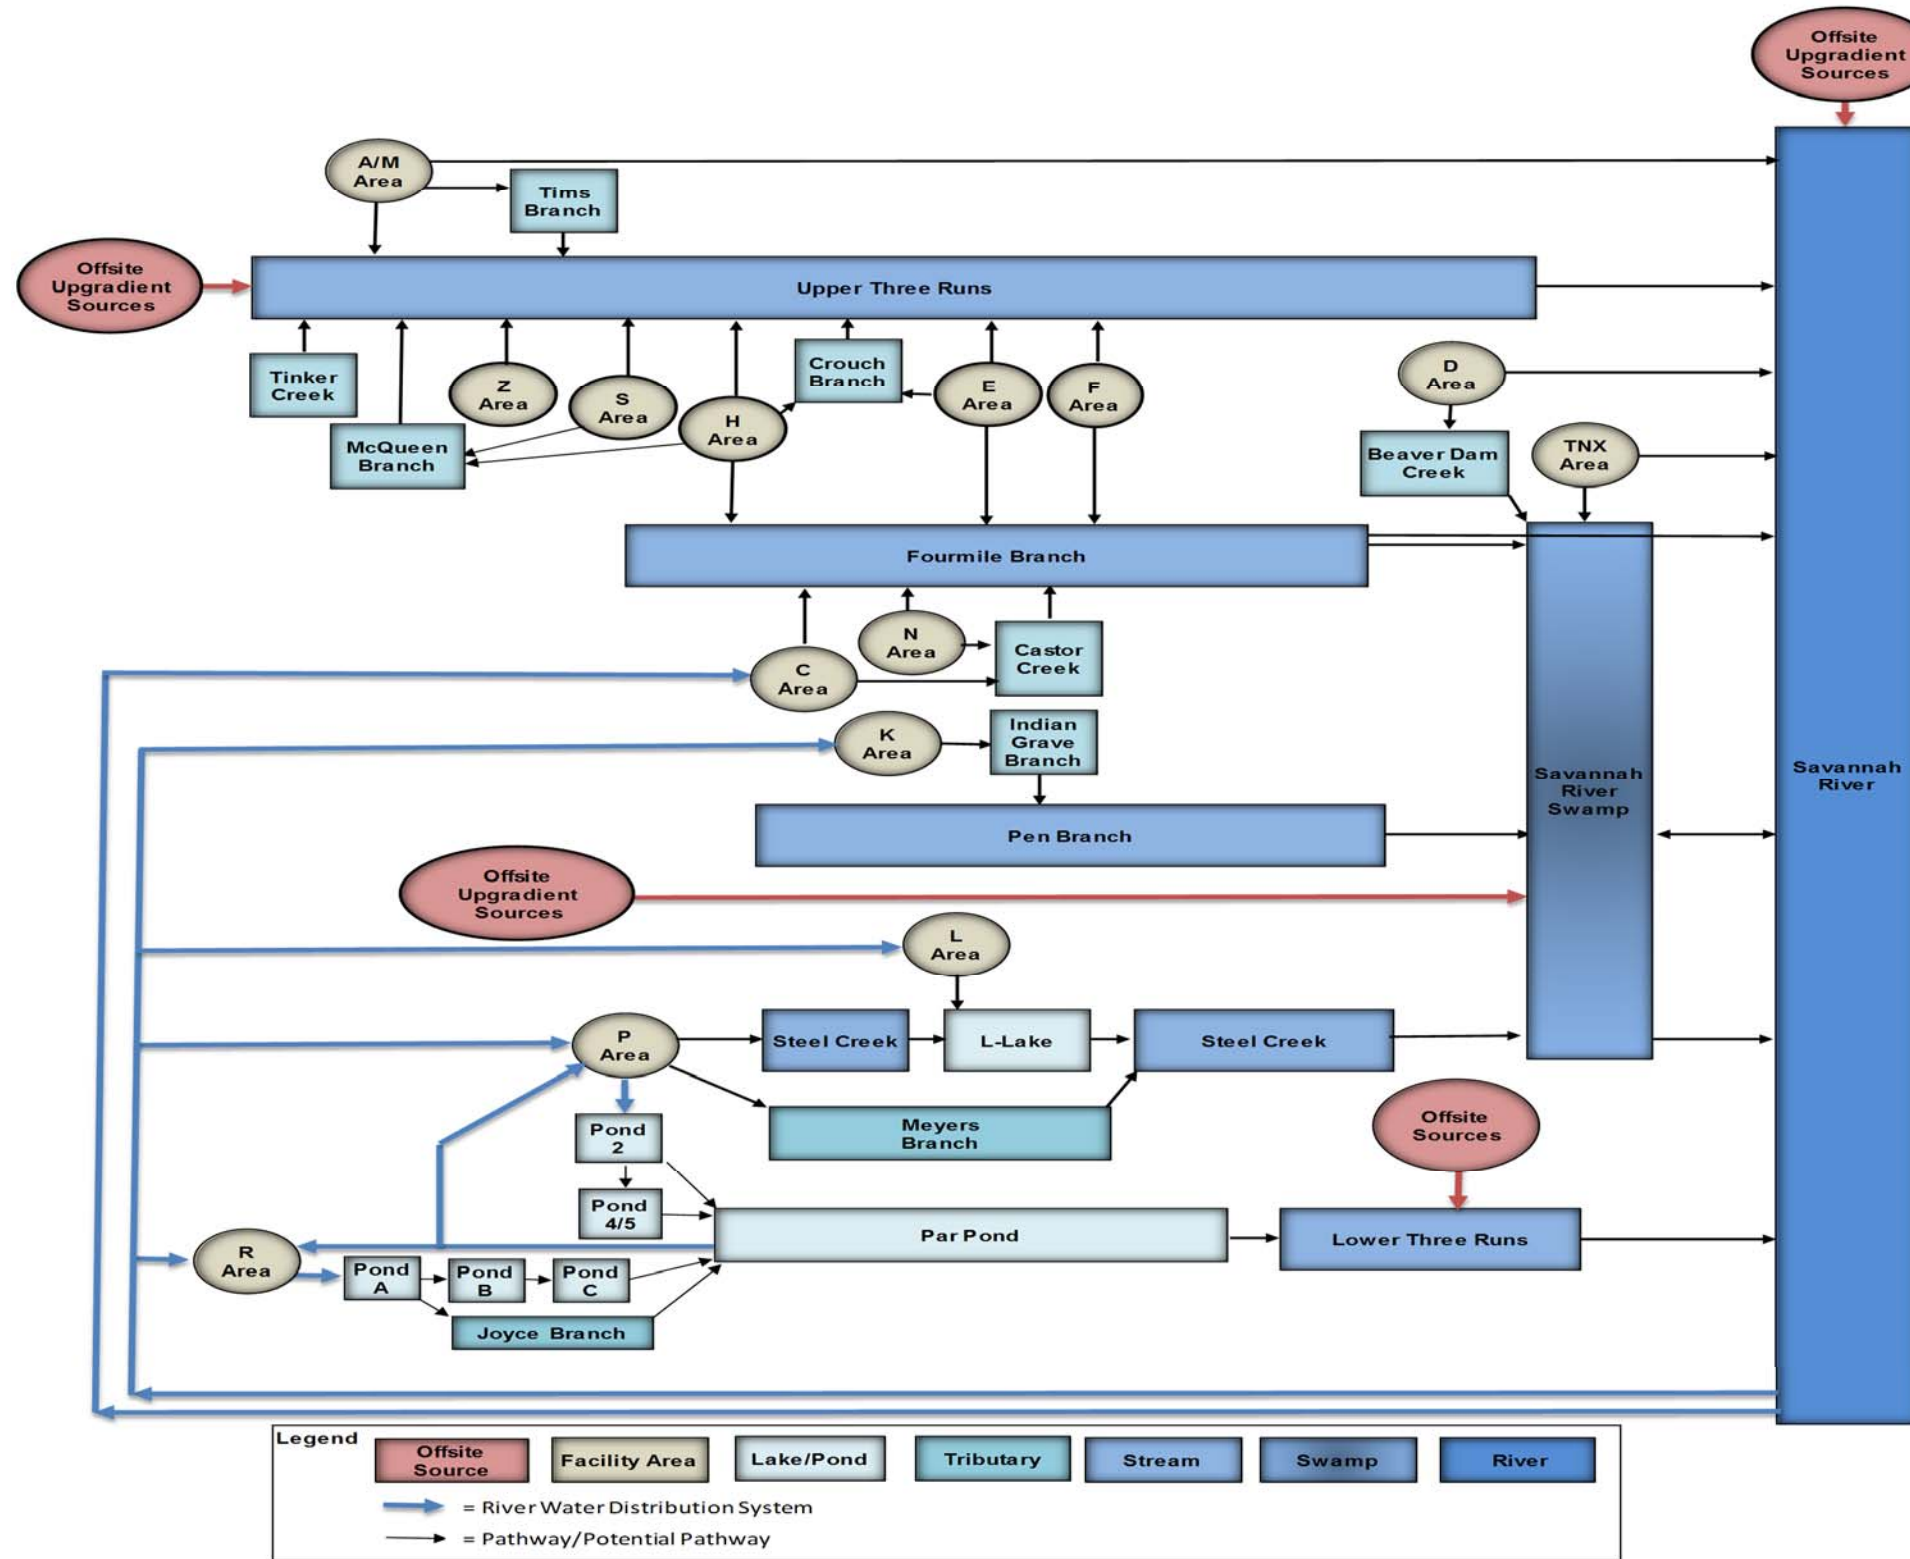 Offsite
Upgradient
Sources
A/M
Area
Tims
Branch
Offsite
Upgradient
Sources
Upper Three Runs
Tinker
Creek
McQueen
Branch
Z
Area
S
Area
H
Area
Crouch
Branch
E
Area
F
Area
D
Area
Beaver Dam
Creek
TNX
Area
Fourmile Branch
N
Area
C
Area
Castor
Creek
K
Area
Indian
Grave
Branch
Savannah
River
Swamp
Savannah
River
Pen Branch
Offsite
Upgradient
Sources
L
Area
P
Area
Steel Creek
L-Lake
Steel Creek
Meyers
Branch
Offsite
Sources
Pond
2
Pond
4/5
Par Pond
Lower Three Runs
R
Area
Pond
A
Pond
B
Pond
C
Joyce Branch
Legend
Offsite
Source
Facility Area
Lake/Pond
Tributary
Stream
Swamp
River
= River Water Distribution System
= Pathway/Potential Pathway